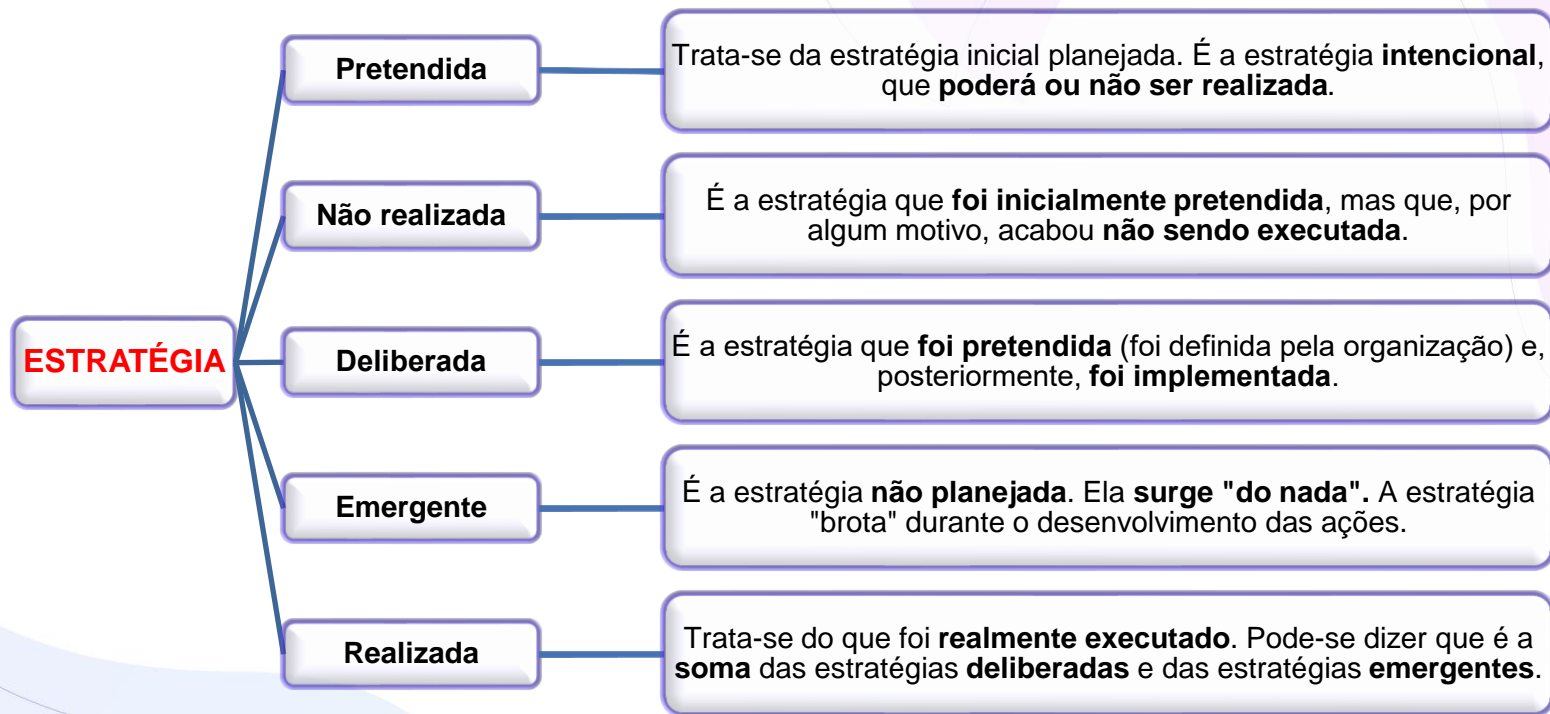 ESTRATÉGIA
Pretendida
Trata-se da estratégia inicial planejada. É a estratégia intencional,
que poderá ou não ser realizada.
Não realizada
É a estratégia que foi inicialmente pretendida, mas que, por
algum motivo, acabou não sendo executada.
Deliberada
É a estratégia que foi pretendida (foi definida pela organização) e,
posteriormente, foi implementada.
Emergente
É a estratégia não planejada. Ela surge "do nada". A estratégia
"brota" durante o desenvolvimento das ações.
Realizada
Trata-se do que foi realmente executado. Pode-se dizer que é a
soma das estratégias deliberadas e das estratégias emergentes.